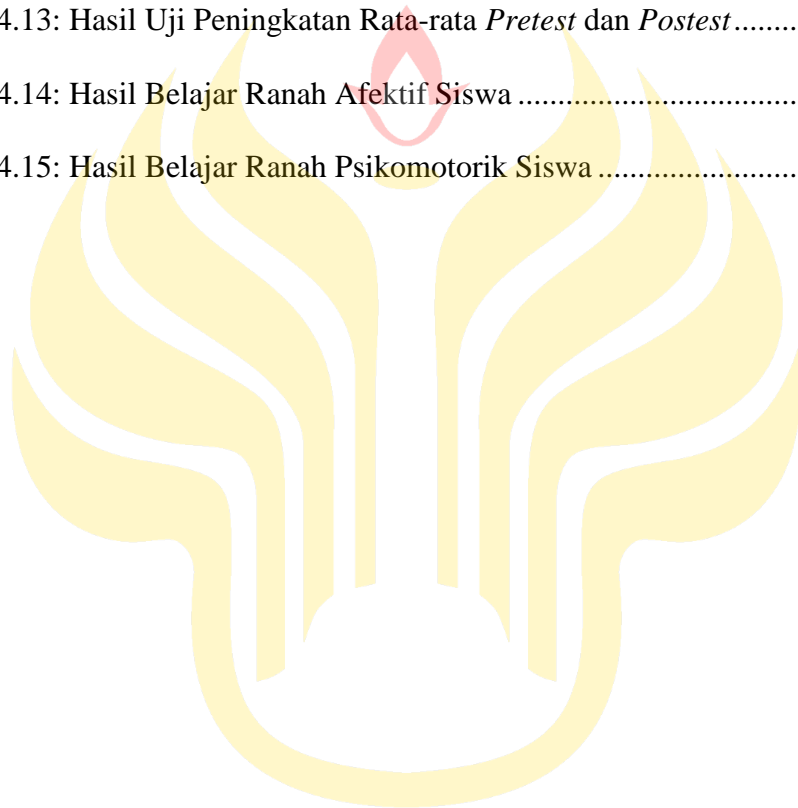 4.13: Hasil Uji Peningkatan Rata-rata Pretest dan Postest........
4.14: Hasil Belajar Ranah Afektif Siswa ...................................
4.15: Hasil Belajar Ranah Psikomotorik Siswa .........................